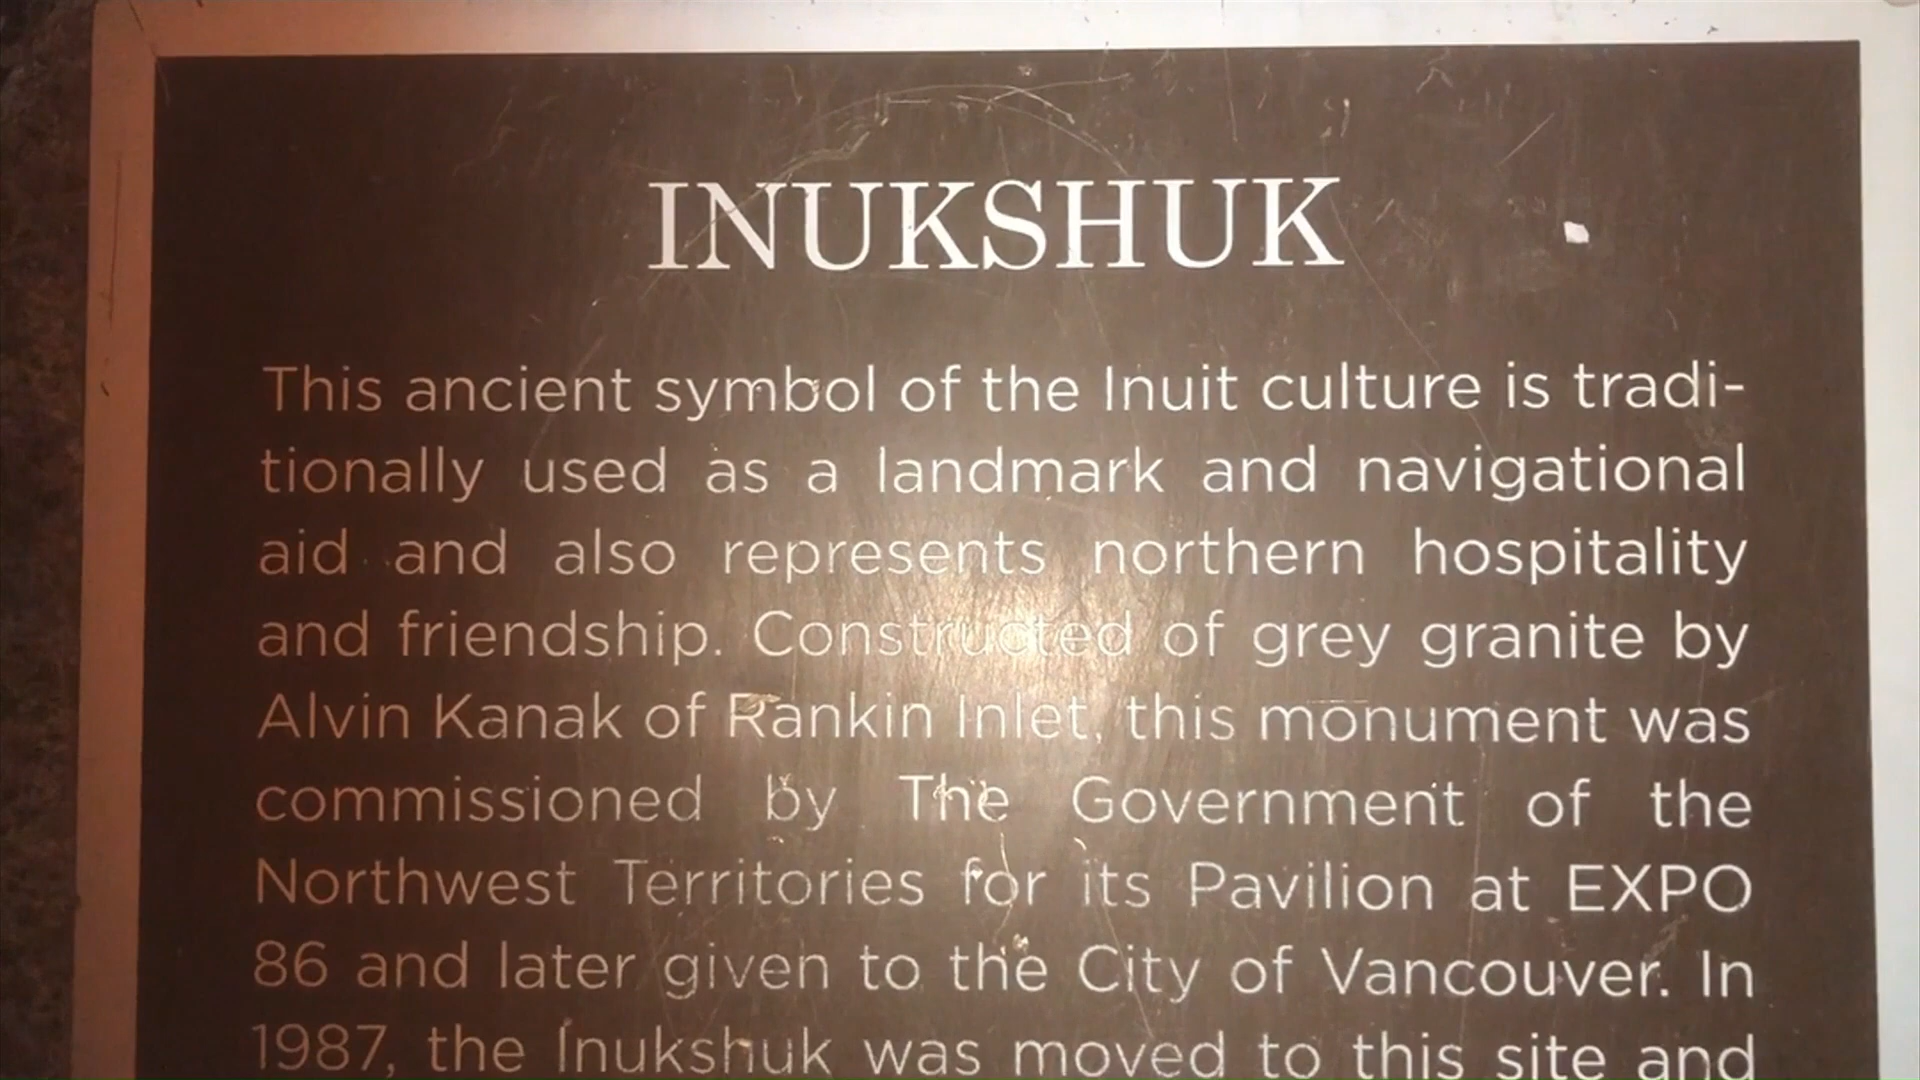 INUKSHUK
This ancient symbol of the Inuit culture is tradi-
tionally used as a landmark and navigational
aid and also represents northern hospitality
and friendship. Constructed of grey granite by
Alvin Kanak of Rankin Inlet, this monument was
commissioned by The Government of the
Northwest Territories for its Pavilion at EXPO
86 and later given to the City of Vancouver. In
1987, the Inukshuk was moved to this site and